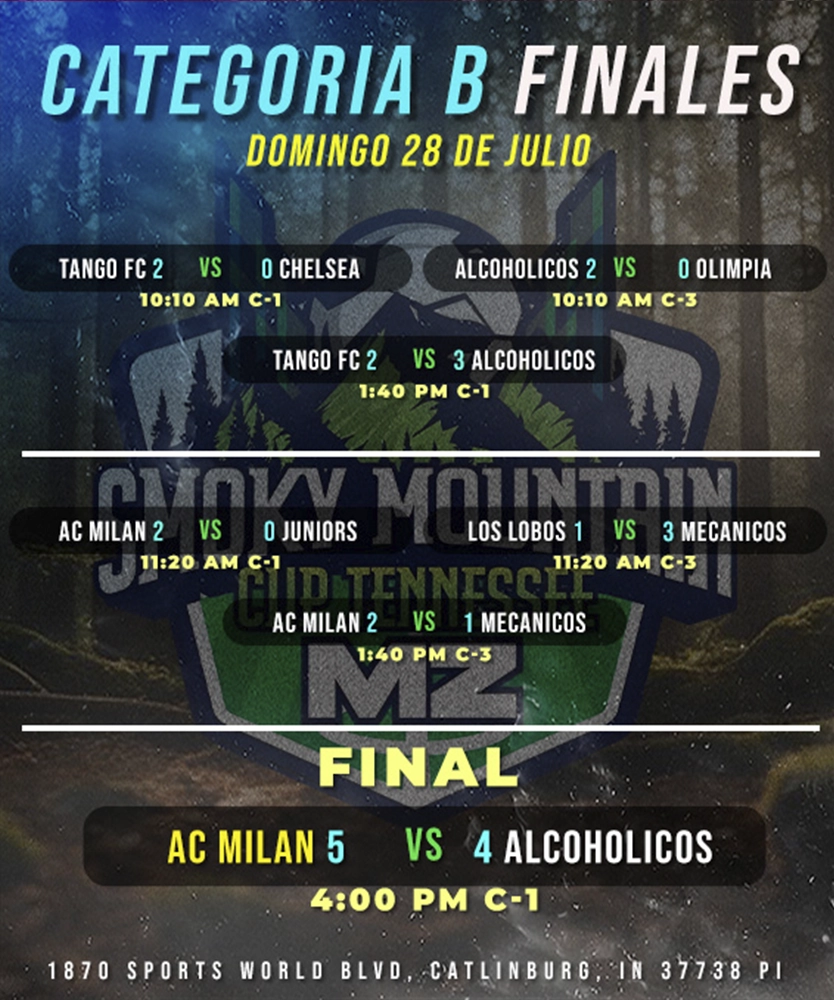 CATEGORIA B FINALES
DOMINGO 28 DE JULIO
TANGO FC 2 VS 0 CHELSEA
10:10 AM C-1
ALCOHOLICOS 2 VS 0 OLIMPIA
10:10 AM C-3
TANGO FC 2 VS 3 ALCOHOLICOS
1:40 PM C-1
SMOKY MOUNTAIN
AC MILAN 2 VS 0 JUNIORS
11:20 AM C-1
LOS LOBOS 1 VS 3 MECANICOS
11:20 AM C-3
CUP TENNESSEE
AC MILAN 2 VS 1 MECANICOS
1:40 PM C-3
MZ
FINAL
AC MILAN 5 VS 4 ALCOHOLICOS
4:00 PM C-1
1870 SPORTS WORLD BLVD, CATLINBURG, IN 37738 PI